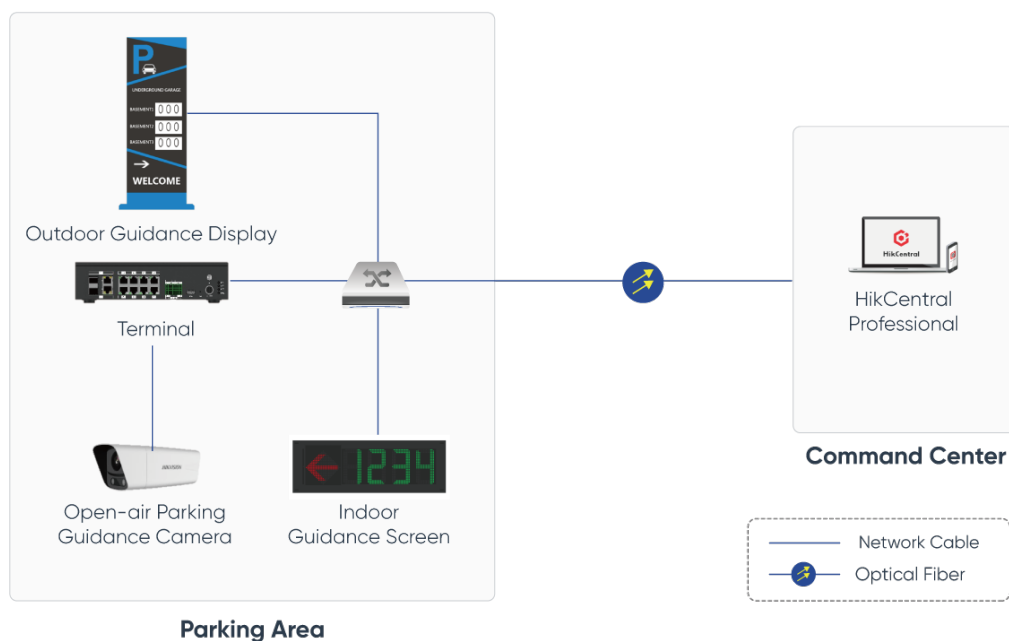 P
UNDERGROUND GARAGE
BASEMENT1 000
BASEMENT2 000
BASEMENT3 000
WELCOME
Outdoor Guidance Display
Terminal
HIKVISION
Open-air Parking
Guidance Camera
1234
Indoor
Guidance Screen
Parking Area
HikCentral
HikCentral
Professional
Command Center
Network Cable
Optical Fiber